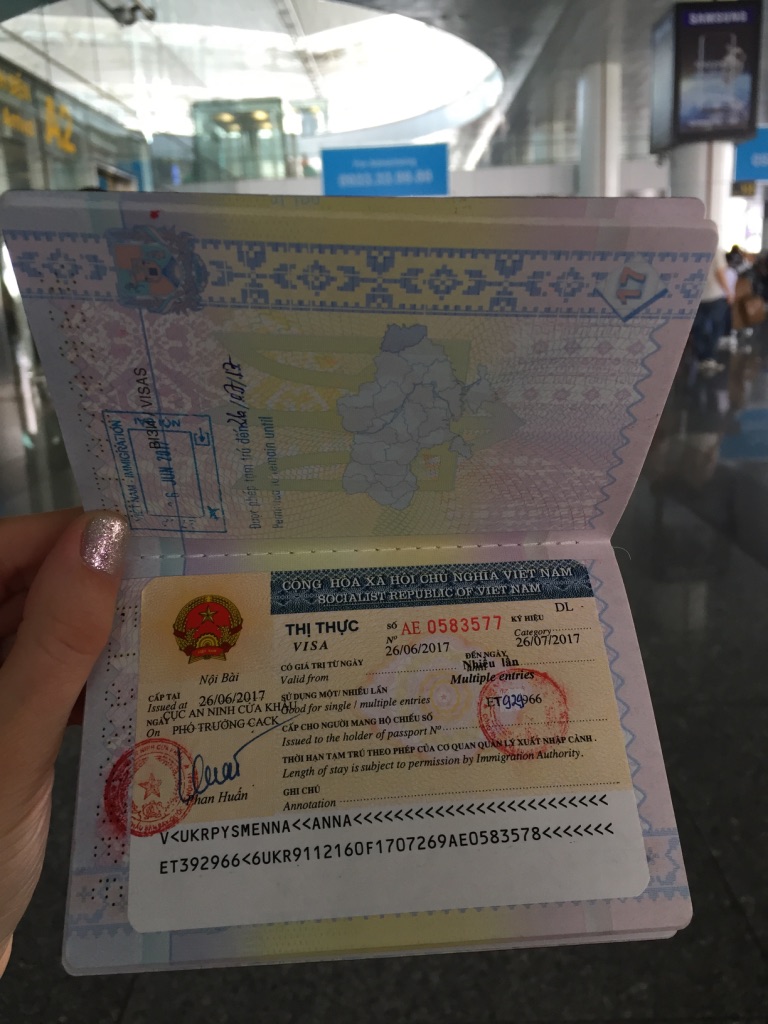 SAMSUNG
A2
17
BIỂN VISAS
VIETNAM - IMMIGRATION
JUN 2017
Được phép tạm trú đến 26/07/17
Permitted to remain until
CỘNG HÒA XÃ HỘI CHỦ NGHĨA VIỆT NAM
SOCIALIST REPUBLIC OF VIET NAM
THỊ THỰC
VISA
SỐ AE 0583577
Nº
KÝ HIỆU DL
Category
Nội Bài
CÓ GIÁ TRỊ TỪ NGÀY 26/06/2017
Valid from
ĐẾN NGÀY 26/07/2017
CẤP TẠI
Issued at
26/06/2017
SỬ DỤNG MỘT/NHIỀU LẦN Nhiều lần
Good for single / multiple entries Multiple entries
NGÀY
On
CỤC AN NINH CỬA KHẨU
PHÓ TRƯỞNG CACK
CẤP CHO NGƯỜI MANG HỘ CHIẾU SỐ
Issued to the holder of passport Nº
THỜI HẠN TẠM TRÚ THEO PHÉP CỦA CƠ QUAN QUẢN LÝ XUẤT NHẬP CẢNH.
Length of stay is subject to permission by Immigration Authority.
Phan Huấn
GHI CHÚ
Annotation
V<UKRPYSMENNA<<ANNA<<<<<<<<<<<<<<<<<<<<<<<<<
ET392966<6UKR9112160F1707269AE0583578<<<<<<<